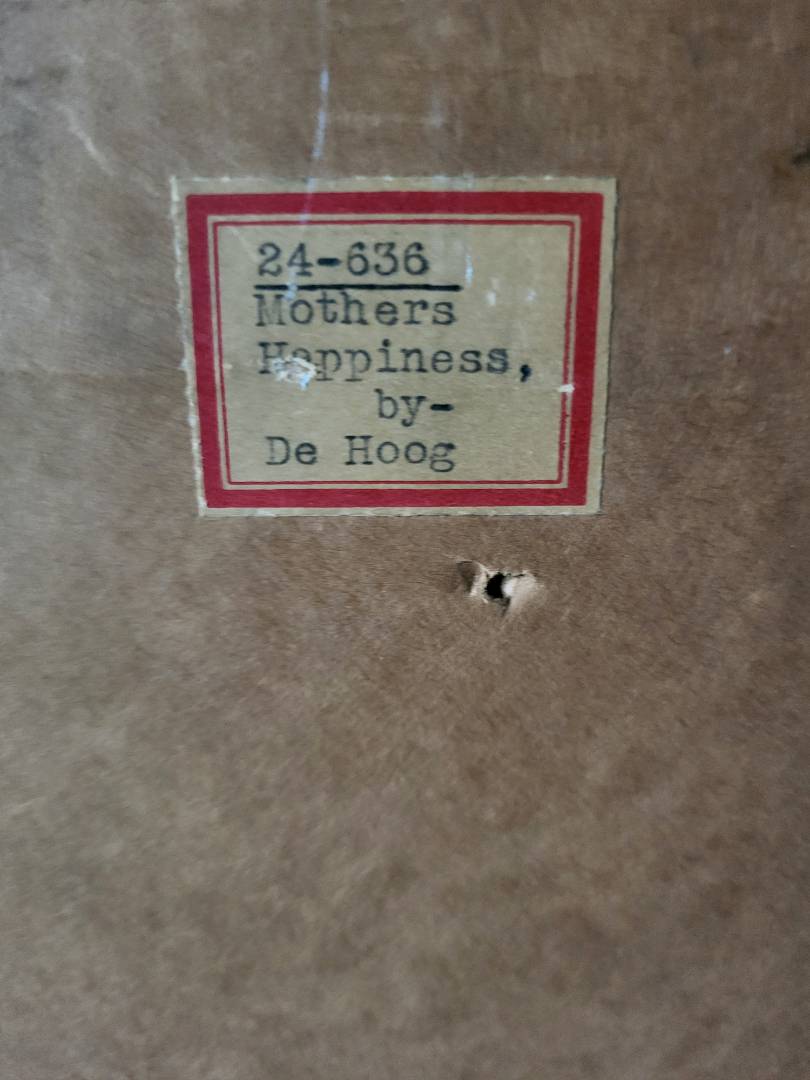 24-636
Mothers
Happiness,
by-
De Hoog